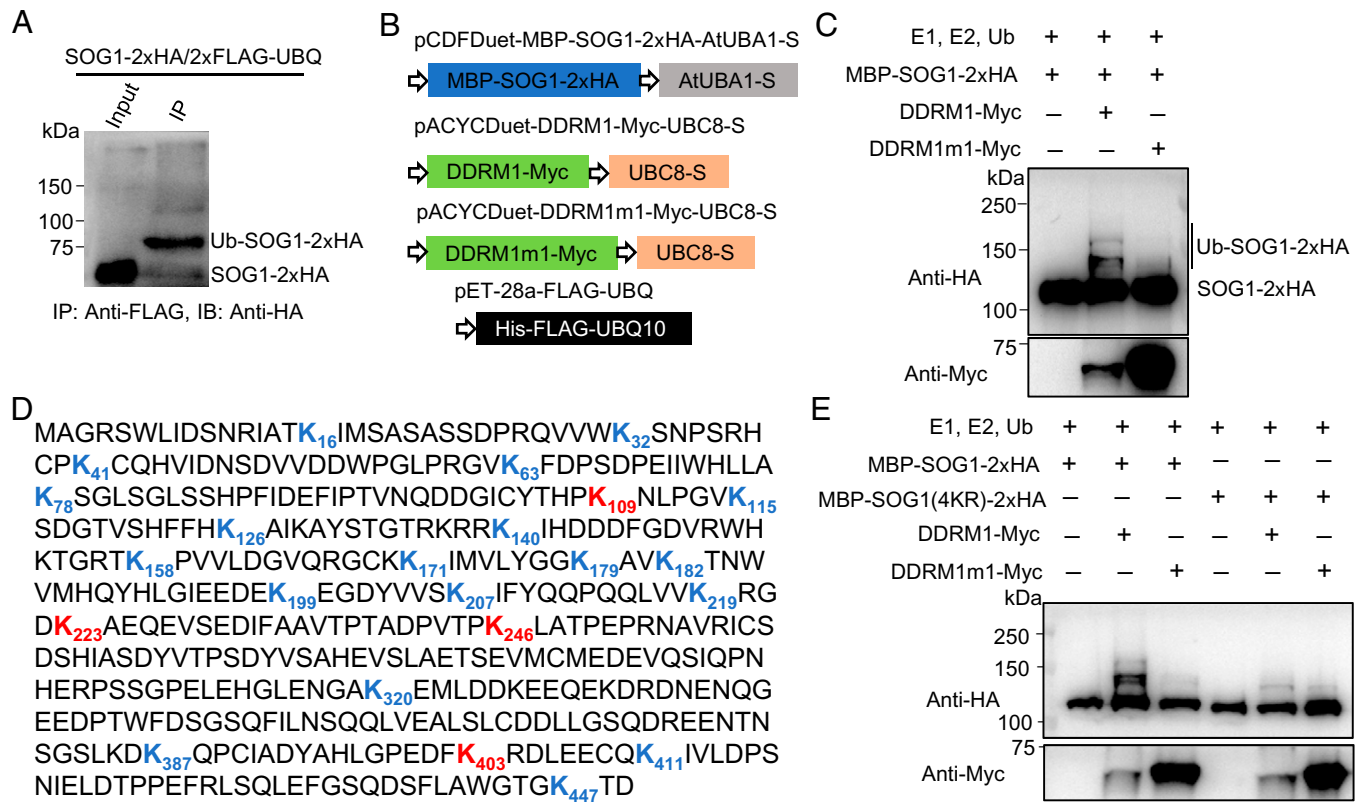 A
SOG1-2xHA/2xFLAG-UBQ
Input IP
kDa
150
100
75
Ub-SOG1-2xHA
SOG1-2xHA
IP: Anti-FLAG, IB: Anti-HA
B
pCDFDuet-MBP-SOG1-2xHA-AtUBA1-S
MBP-SOG1-2xHA AtUBA1-S
pACYCDuet-DDRM1-Myc-UBC8-S
DDRM1-Myc UBC8-S
pACYCDuet-DDRM1m1-Myc-UBC8-S
DDRM1m1-Myc UBC8-S
pET-28a-FLAG-UBQ
His-FLAG-UBQ10
C
E1, E2, Ub + + +
MBP-SOG1-2xHA + + +
DDRM1-Myc – + –
DDRM1m1-Myc – – +
kDa
250
150
100
Anti-HA
Ub-SOG1-2xHA
SOG1-2xHA
75
Anti-Myc
D
MAGRSWLIDSNRIATK16IMSASASSDPRQVVWK32SNPSRH
CPK41CQHVIDNSDVVDDWPGLPRGVK63FDPSDPEIIWHLLA
K78SGLSGLSSHPFIDEFIPTVNQDDGICYTHPK109NLPGVK115
SDGTVSHFFHK126AIKAYSTGTRKRRK140IHDDDFGDVRWH
KTGRTK158PVVLDGVQRGCKK171IMVLYGGK179AVK182TNW
VMHQYHLGIEEDEK199EGDYVVSK207IFYQQPQQLVVK219RG
DK223AEQEVSEDIFAAVTPTADPVTPK246LATPEPRNAVRICS
DSHIASDYVTPSDYVSAHEVSLAETSEVMCMEDEVQSIQPN
HERPSSGPELEHGLENGAK320EMLDDKEEQEKDRDNENQG
EEDPTWFDSGSQFILNSQQLVEALSLCDDLLGSQDREENTN
SGSLKDK387QPCIADYAHLGPEDFK403RDLEECQK411IVLDPS
NIELDTPPEFRLSQLEFGSQDSFLAWGTGK447TD
E
E1, E2, Ub + + + + + +
MBP-SOG1-2xHA + + + – – –
MBP-SOG1(4KR)-2xHA – – – + + +
DDRM1-Myc – + – – + –
DDRM1m1-Myc – – + – – +
kDa
250
150
Anti-HA
100
75
Anti-Myc